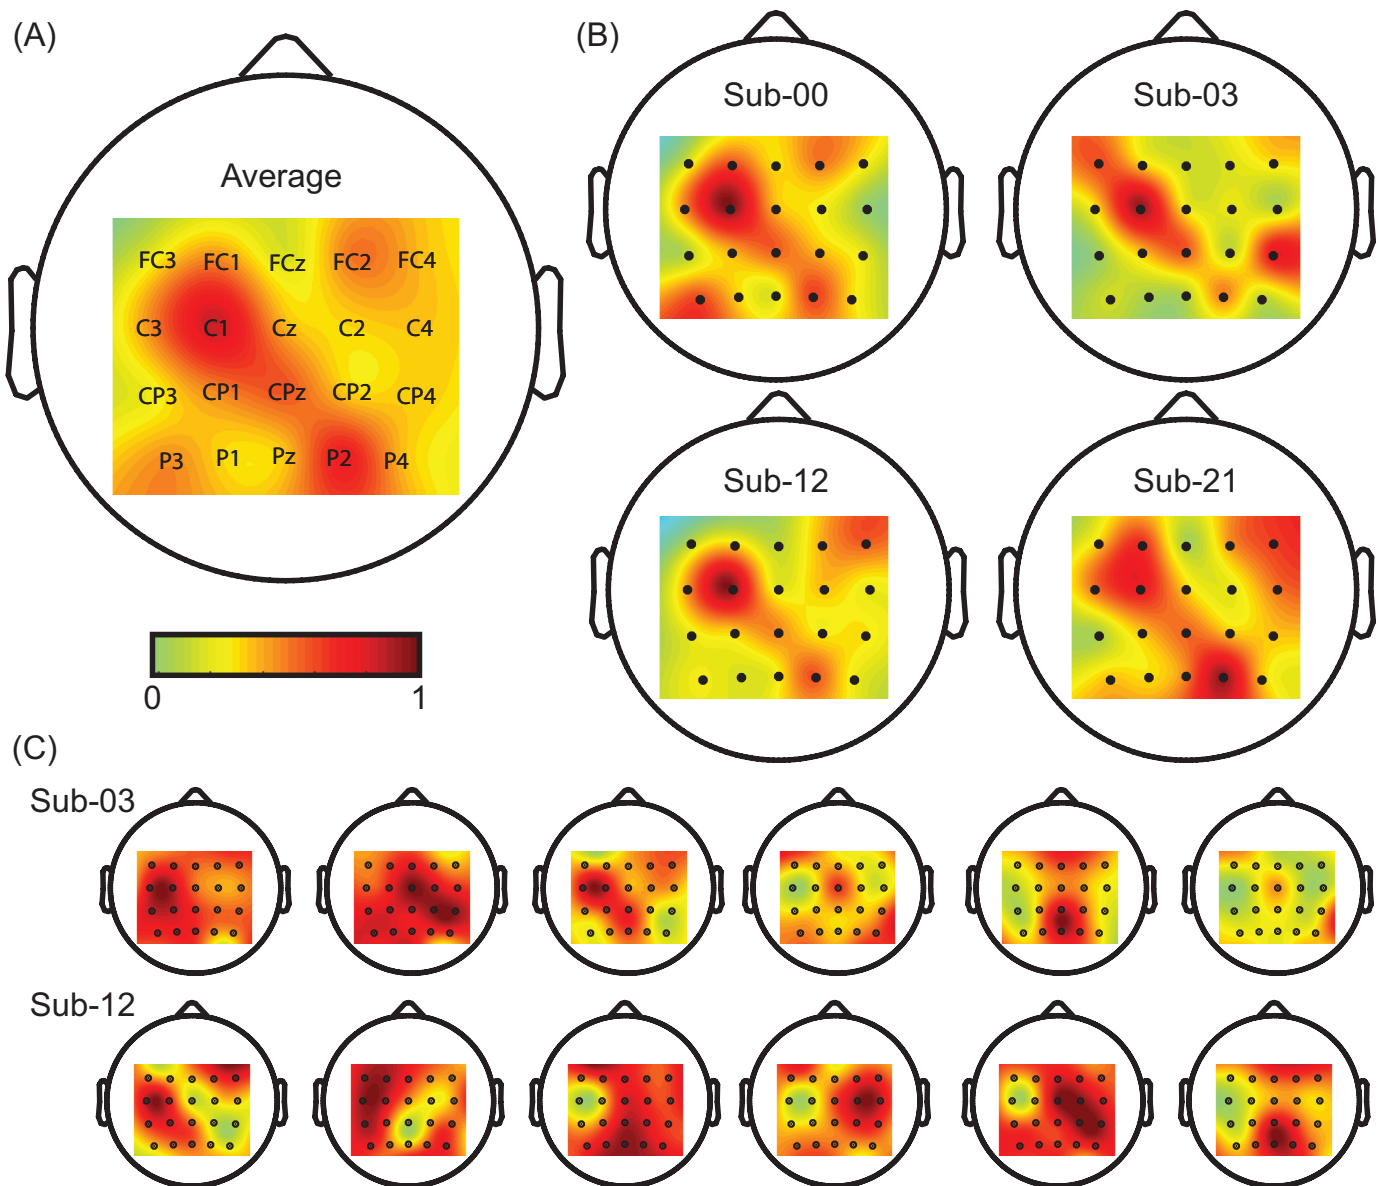 (A)
Average
FC3 FC1 FCz FC2 FC4
C3 C1 Cz C2 C4
CP3 CP1 CPz CP2 CP4
P3 P1 Pz P2 P4
0 1
(B)
Sub-00 Sub-03
Sub-12 Sub-21
(C)
Sub-03
Sub-12